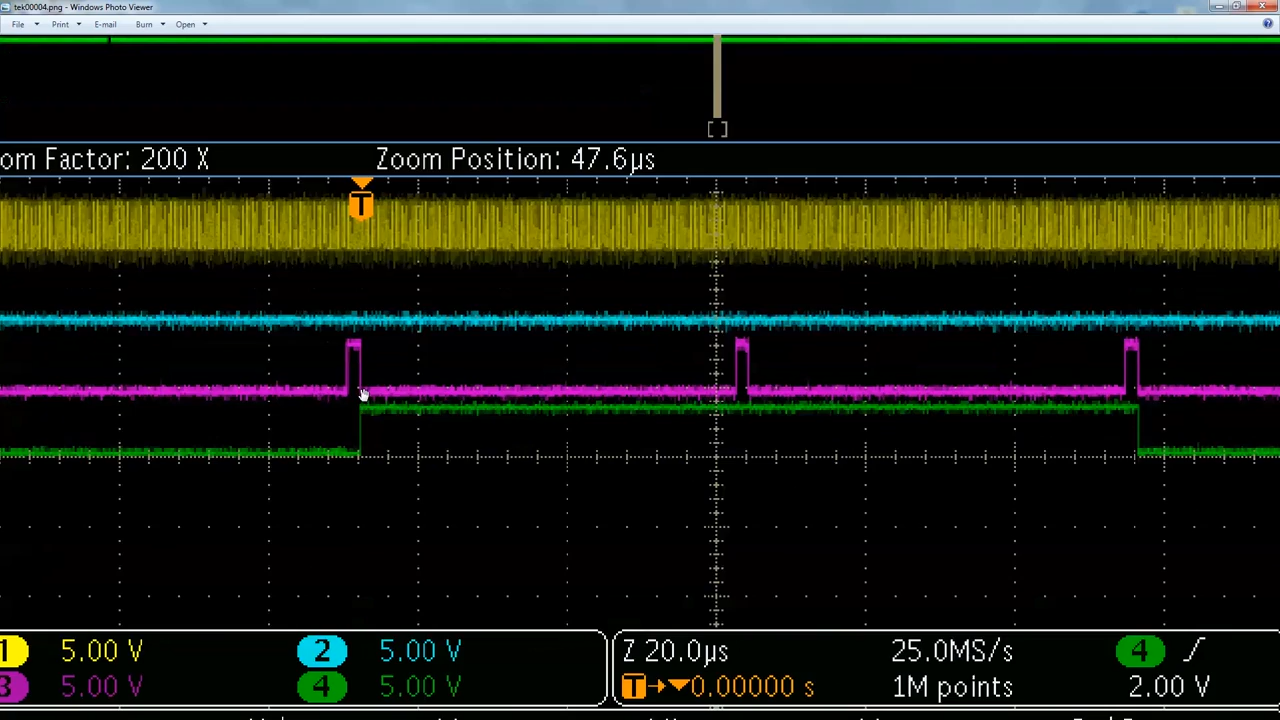 tek00004.png - Windows Photo Viewer
File Print E-mail Burn Open
om Factor: 200 X Zoom Position: 47.6µs
T
1 5.00 V 2 5.00 V Z 20.0µs 25.0MS/s 4
3 5.00 V 4 5.00 V T 0.00000 s 1M points 2.00 V